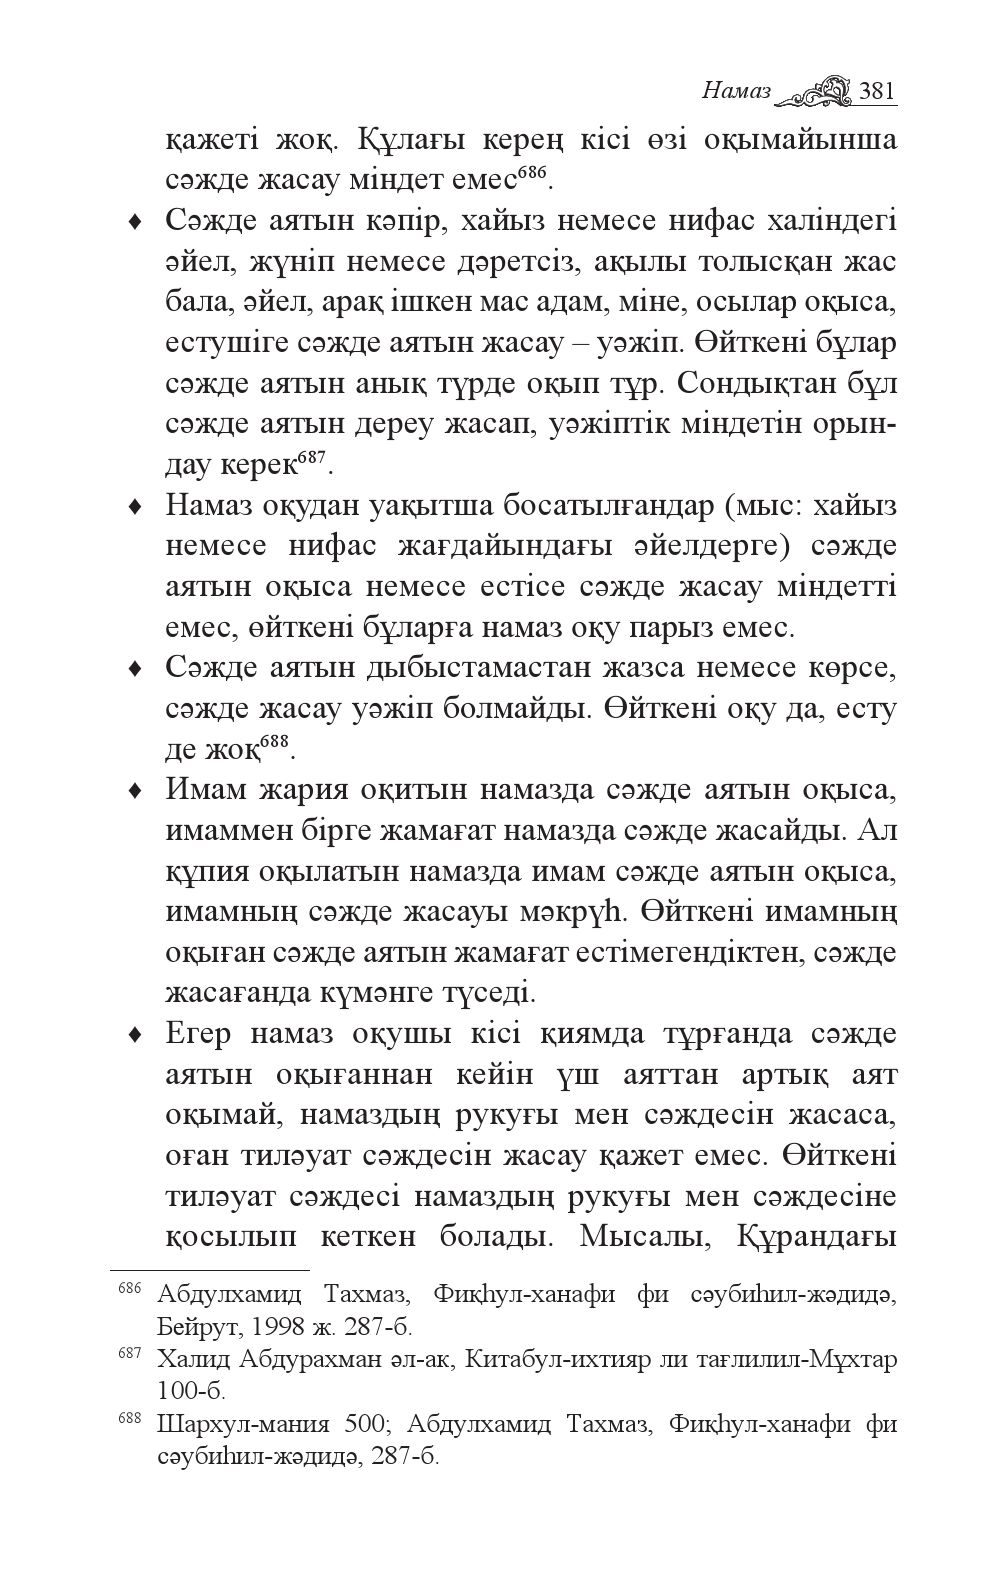 Намаз 381
қажеті жоқ. Құлағы керең кісі өзі оқымайынша
сәжде жасау міндет емес686.
♦ Сәжде аятын кәпір, хайыз немесе нифас халіндегі
әйел, жүніп немесе дәретсіз, ақылы толысқан жас
бала, әйел, арақ ішкен мас адам, міне, осылар оқыса,
естушіге сәжде аятын жасау – уәжіп. Өйткені бұлар
сәжде аятын анық түрде оқып тұр. Сондықтан бұл
сәжде аятын дереу жасап, уәжіптік міндетін орын-
дау керек687.
♦ Намаз оқудан уақытша босатылғандар (мыс: хайыз
немесе нифас жағдайындағы әйелдерге) сәжде
аятын оқыса немесе естісе сәжде жасау міндетті
емес, өйткені бұларға намаз оқу парыз емес.
♦ Сәжде аятын дыбыстамастан жазса немесе көрсе,
сәжде жасау уәжіп болмайды. Өйткені оқу да, есту
де жоқ688.
♦ Имам жария оқитын намазда сәжде аятын оқыса,
имаммен бірге жамағат намазда сәжде жасайды. Ал
құпия оқылатын намазда имам сәжде аятын оқыса,
имамның сәжде жасауы мәкрүһ. Өйткені имамның
оқыған сәжде аятын жамағат естімегендіктен, сәжде
жасағанда күмәнге түседі.
♦ Егер намаз оқушы кісі қиямда тұрғанда сәжде
аятын оқығаннан кейін үш аяттан артық аят
оқымай, намаздың рукуғы мен сәждесін жасаса,
оған тиләуат сәждесін жасау қажет емес. Өйткені
тиләуат сәждесі намаздың рукуғы мен сәждесіне
қосылып кеткен болады. Мысалы, Құрандағы
686 Абдулхамид Тахмаз, Фиқһул-ханафи фи сәубиһил-жәдидә,
Бейрут, 1998 ж. 287-б.
687 Халид Абдурахман әл-ак, Китабул-ихтияр ли тағлилил-Мұхтар
100-б.
688 Шархул-мания 500; Абдулхамид Тахмаз, Фиқһул-ханафи фи
сәубиһил-жәдидә, 287-б.